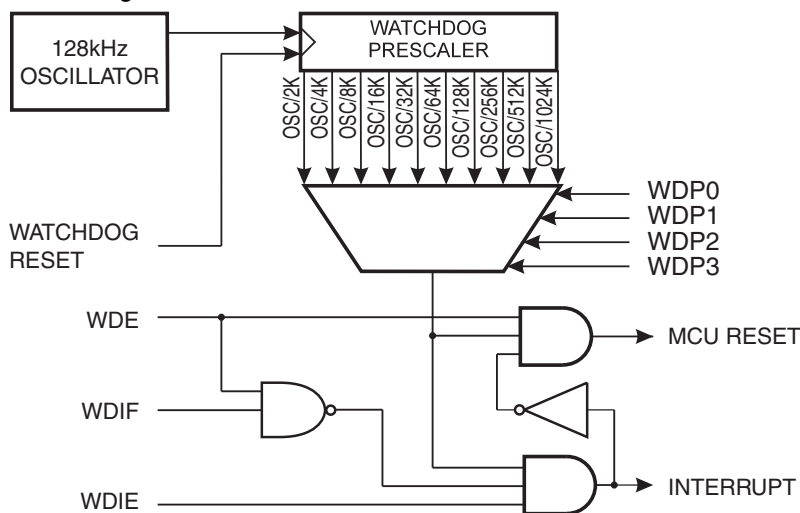 128kHz
OSCILLATOR
WATCHDOG
PRESCALER
OSC/2K
OSC/4K
OSC/8K
OSC/16K
OSC/32K
OSC/64K
OSC/128K
OSC/256K
OSC/512K
OSC/1024K
WDP0
WDP1
WDP2
WDP3
WATCHDOG
RESET
WDE
MCU RESET
WDIF
INTERRUPT
WDIE